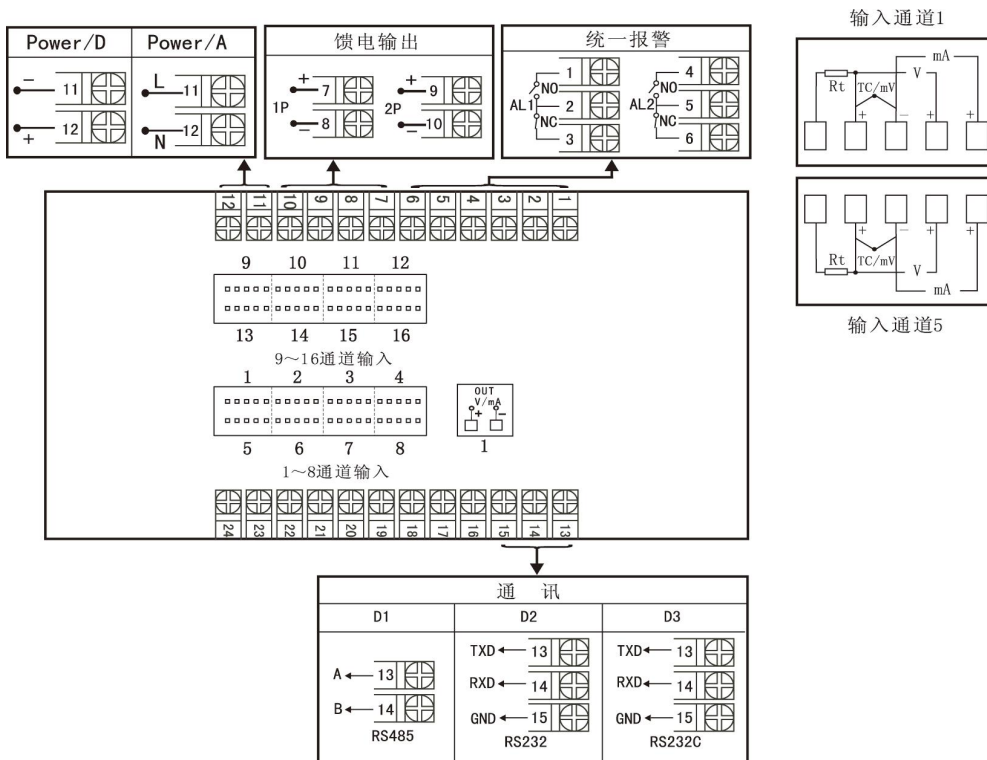 Power/D Power/A
－ 11 L 11
＋ 12 N 12
馈电输出
1P ＋ 7 － 8
2P ＋ 9 － 10
统一报警
AL1 1 NO 2 NC 3
AL2 4 NO 5 NC 6
输入通道1
mA
V
Rt TC/mV
＋ － ＋ ＋
＋ － ＋ ＋
Rt TC/mV
V
mA
输入通道5
12 11 10 9 8 7 6 5 4 3 2 1
9 10 11 12
13 14 15 16
9～16通道输入
1 2 3 4
5 6 7 8
1～8通道输入
OUT
V/mA
＋ －
1
24 23 22 21 20 19 18 17 16 15 14 13
通 讯
D1 D2 D3
A 13
B 14
RS485
TXD 13
RXD 14
GND 15
RS232
TXD 13
RXD 14
GND 15
RS232C